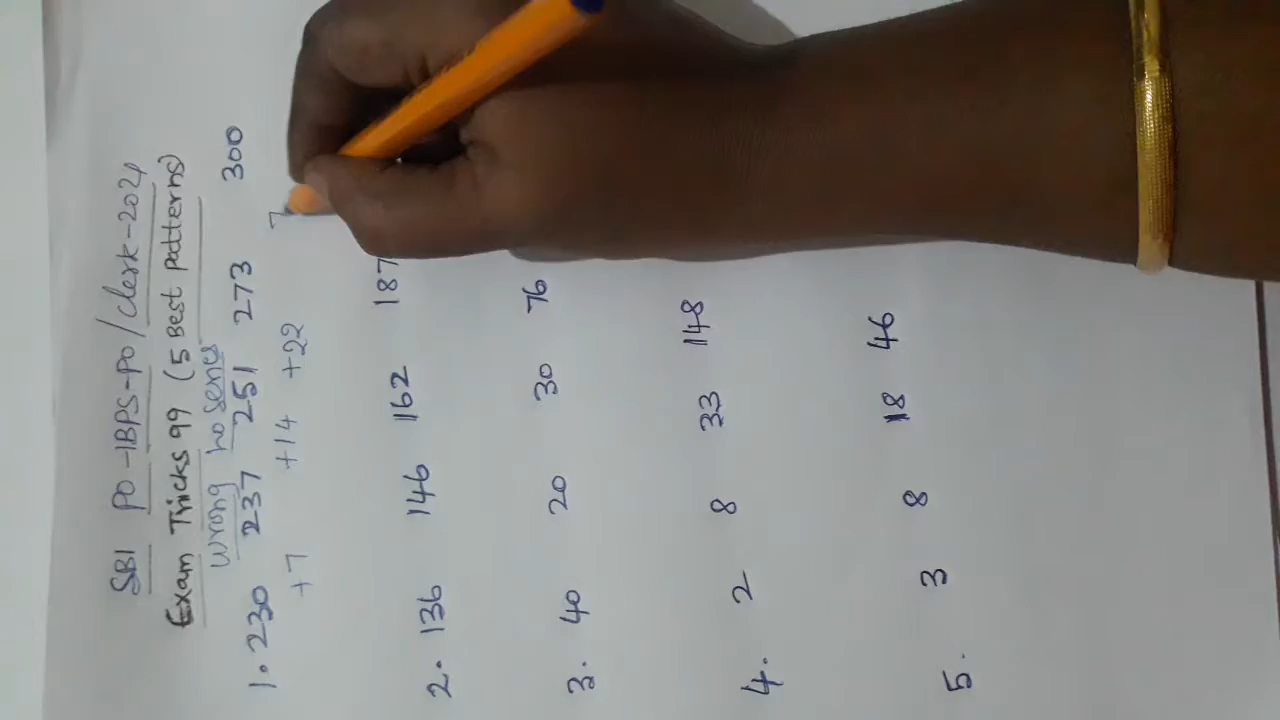 SBI PO-IBPS-PO/Clerk-2021
Exam Tricks 99 (5 Best Patterns)
Wrong no series
1. 230 237 251 273 300
+7 +14 +22 7
2. 136 146 162 187
3. 40 20 30 76
4. 2 8 33 148
5. 3 8 18 46